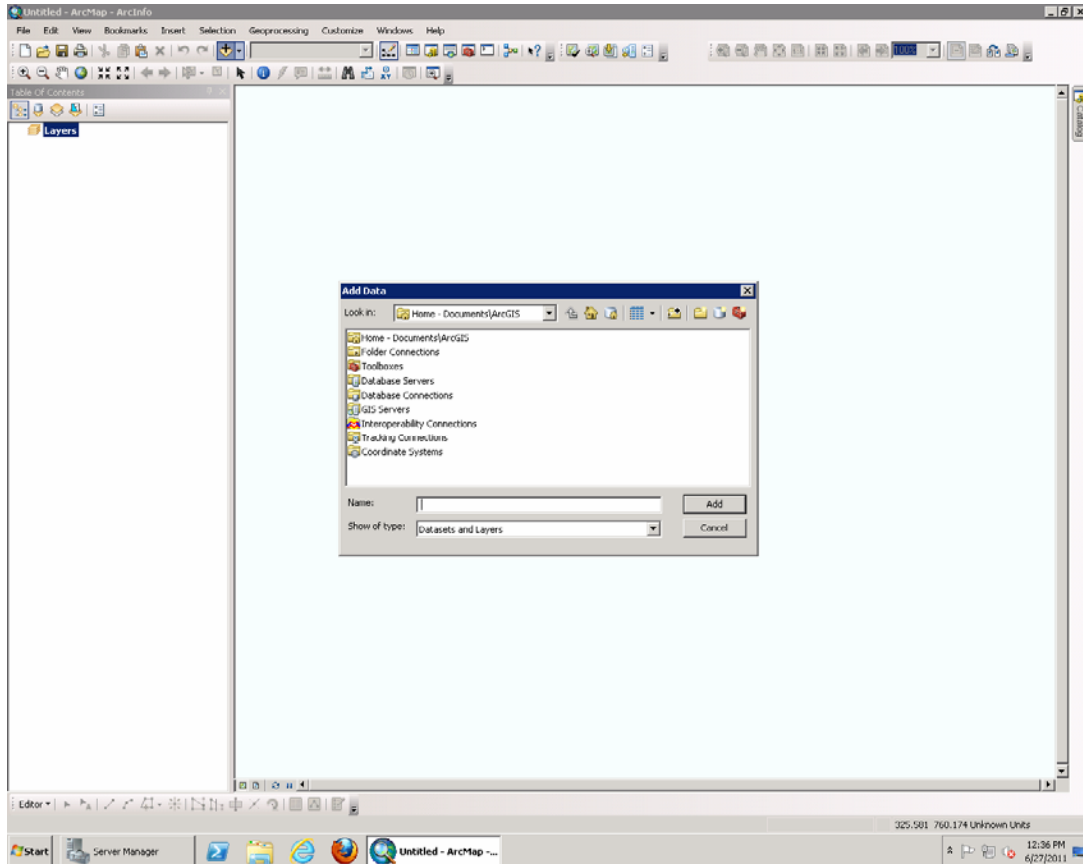 Untitled - ArcMap - ArcInfo
File Edit View Bookmarks Insert Selection Geoprocessing Customize Windows Help
100%
Table Of Contents
Layers
Catalog
Add Data
Look in: Home - Documents\ArcGIS
Home - Documents\ArcGIS
Folder Connections
Toolboxes
Database Servers
Database Connections
GIS Servers
Interoperability Connections
Tracking Connections
Coordinate Systems
Name:
Add
Show of type: Datasets and Layers
Cancel
Editor
325.501 760.174 Unknown Units
Start Server Manager Untitled - ArcMap -...
12:36 PM
6/27/2011